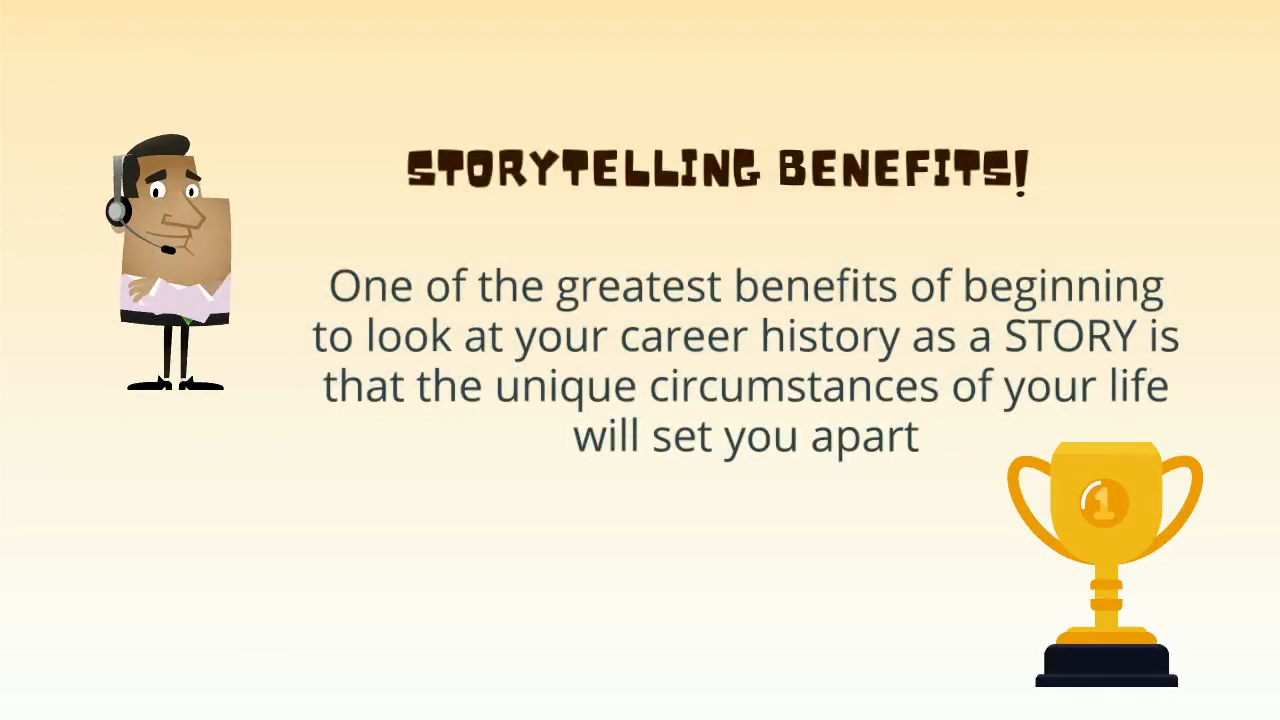 STORYTELLING BENEFITS!
One of the greatest benefits of beginning
to look at your career history as a STORY is
that the unique circumstances of your life
will set you apart
1